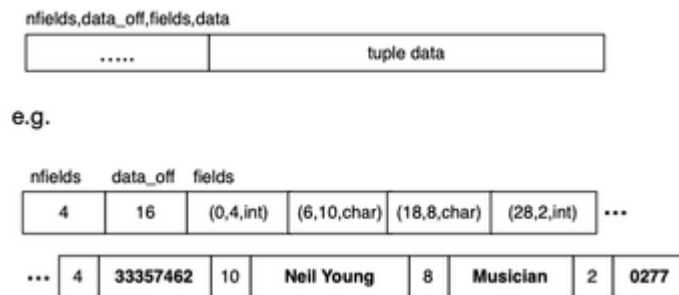 nfields,data_off,fields,data
..... tuple data
e.g.
nfields data_off fields
4 16 (0,4,int) (6,10,char) (18,8,char) (28,2,int) ...
... 4 33357462 10 Neil Young 8 Musician 2 0277